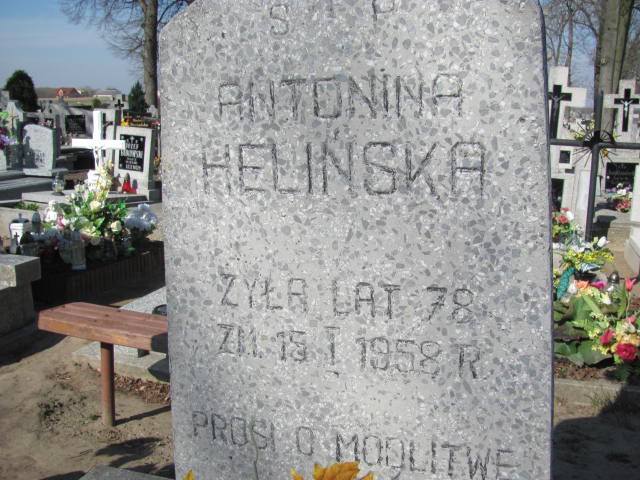 Ś P
ANTONINA
HELIŃSKA
ŻYŁA LAT 78
ZM. 15 I 1958 R
PROSI O MODLITWĘ